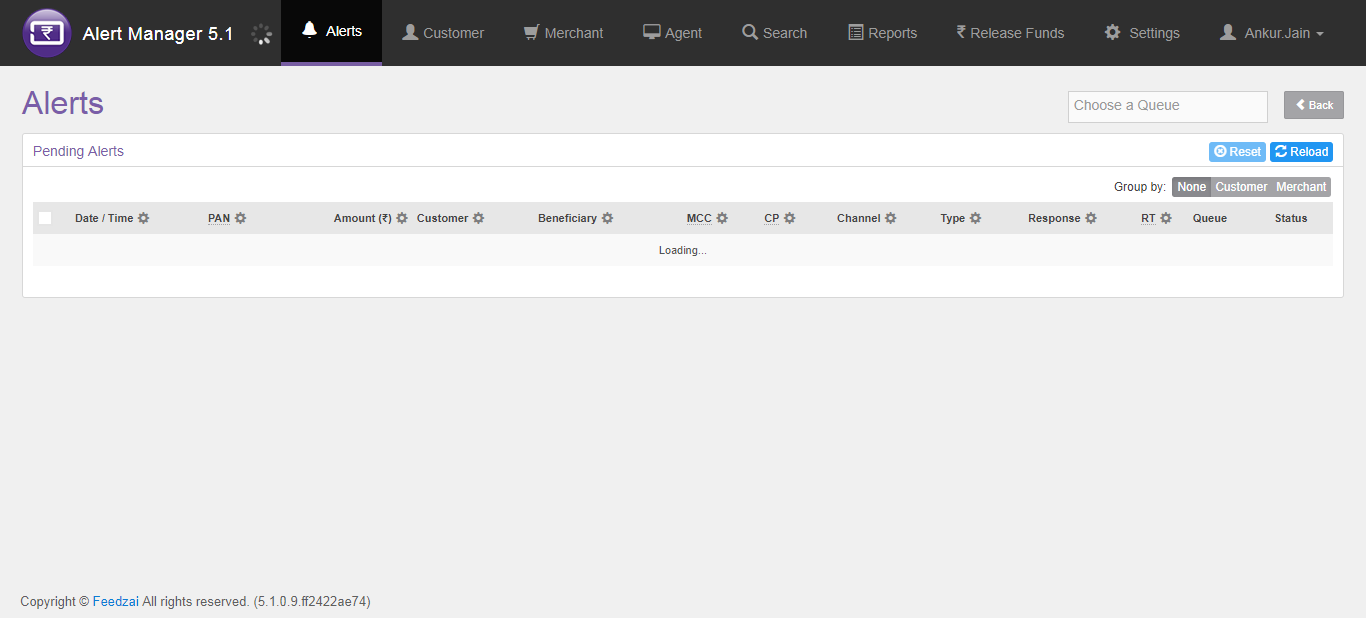 Alert Manager 5.1
Alerts
Customer
Merchant
Agent
Search
Reports
₹ Release Funds
Settings
Ankur.Jain
Alerts
Choose a Queue
Back
Pending Alerts
Reset
Reload
Group by: None Customer Merchant
Date / Time PAN Amount (₹) Customer Beneficiary MCC CP Channel Type Response RT Queue Status
Loading...
Copyright © Feedzai All rights reserved. (5.1.0.9.ff2422ae74)